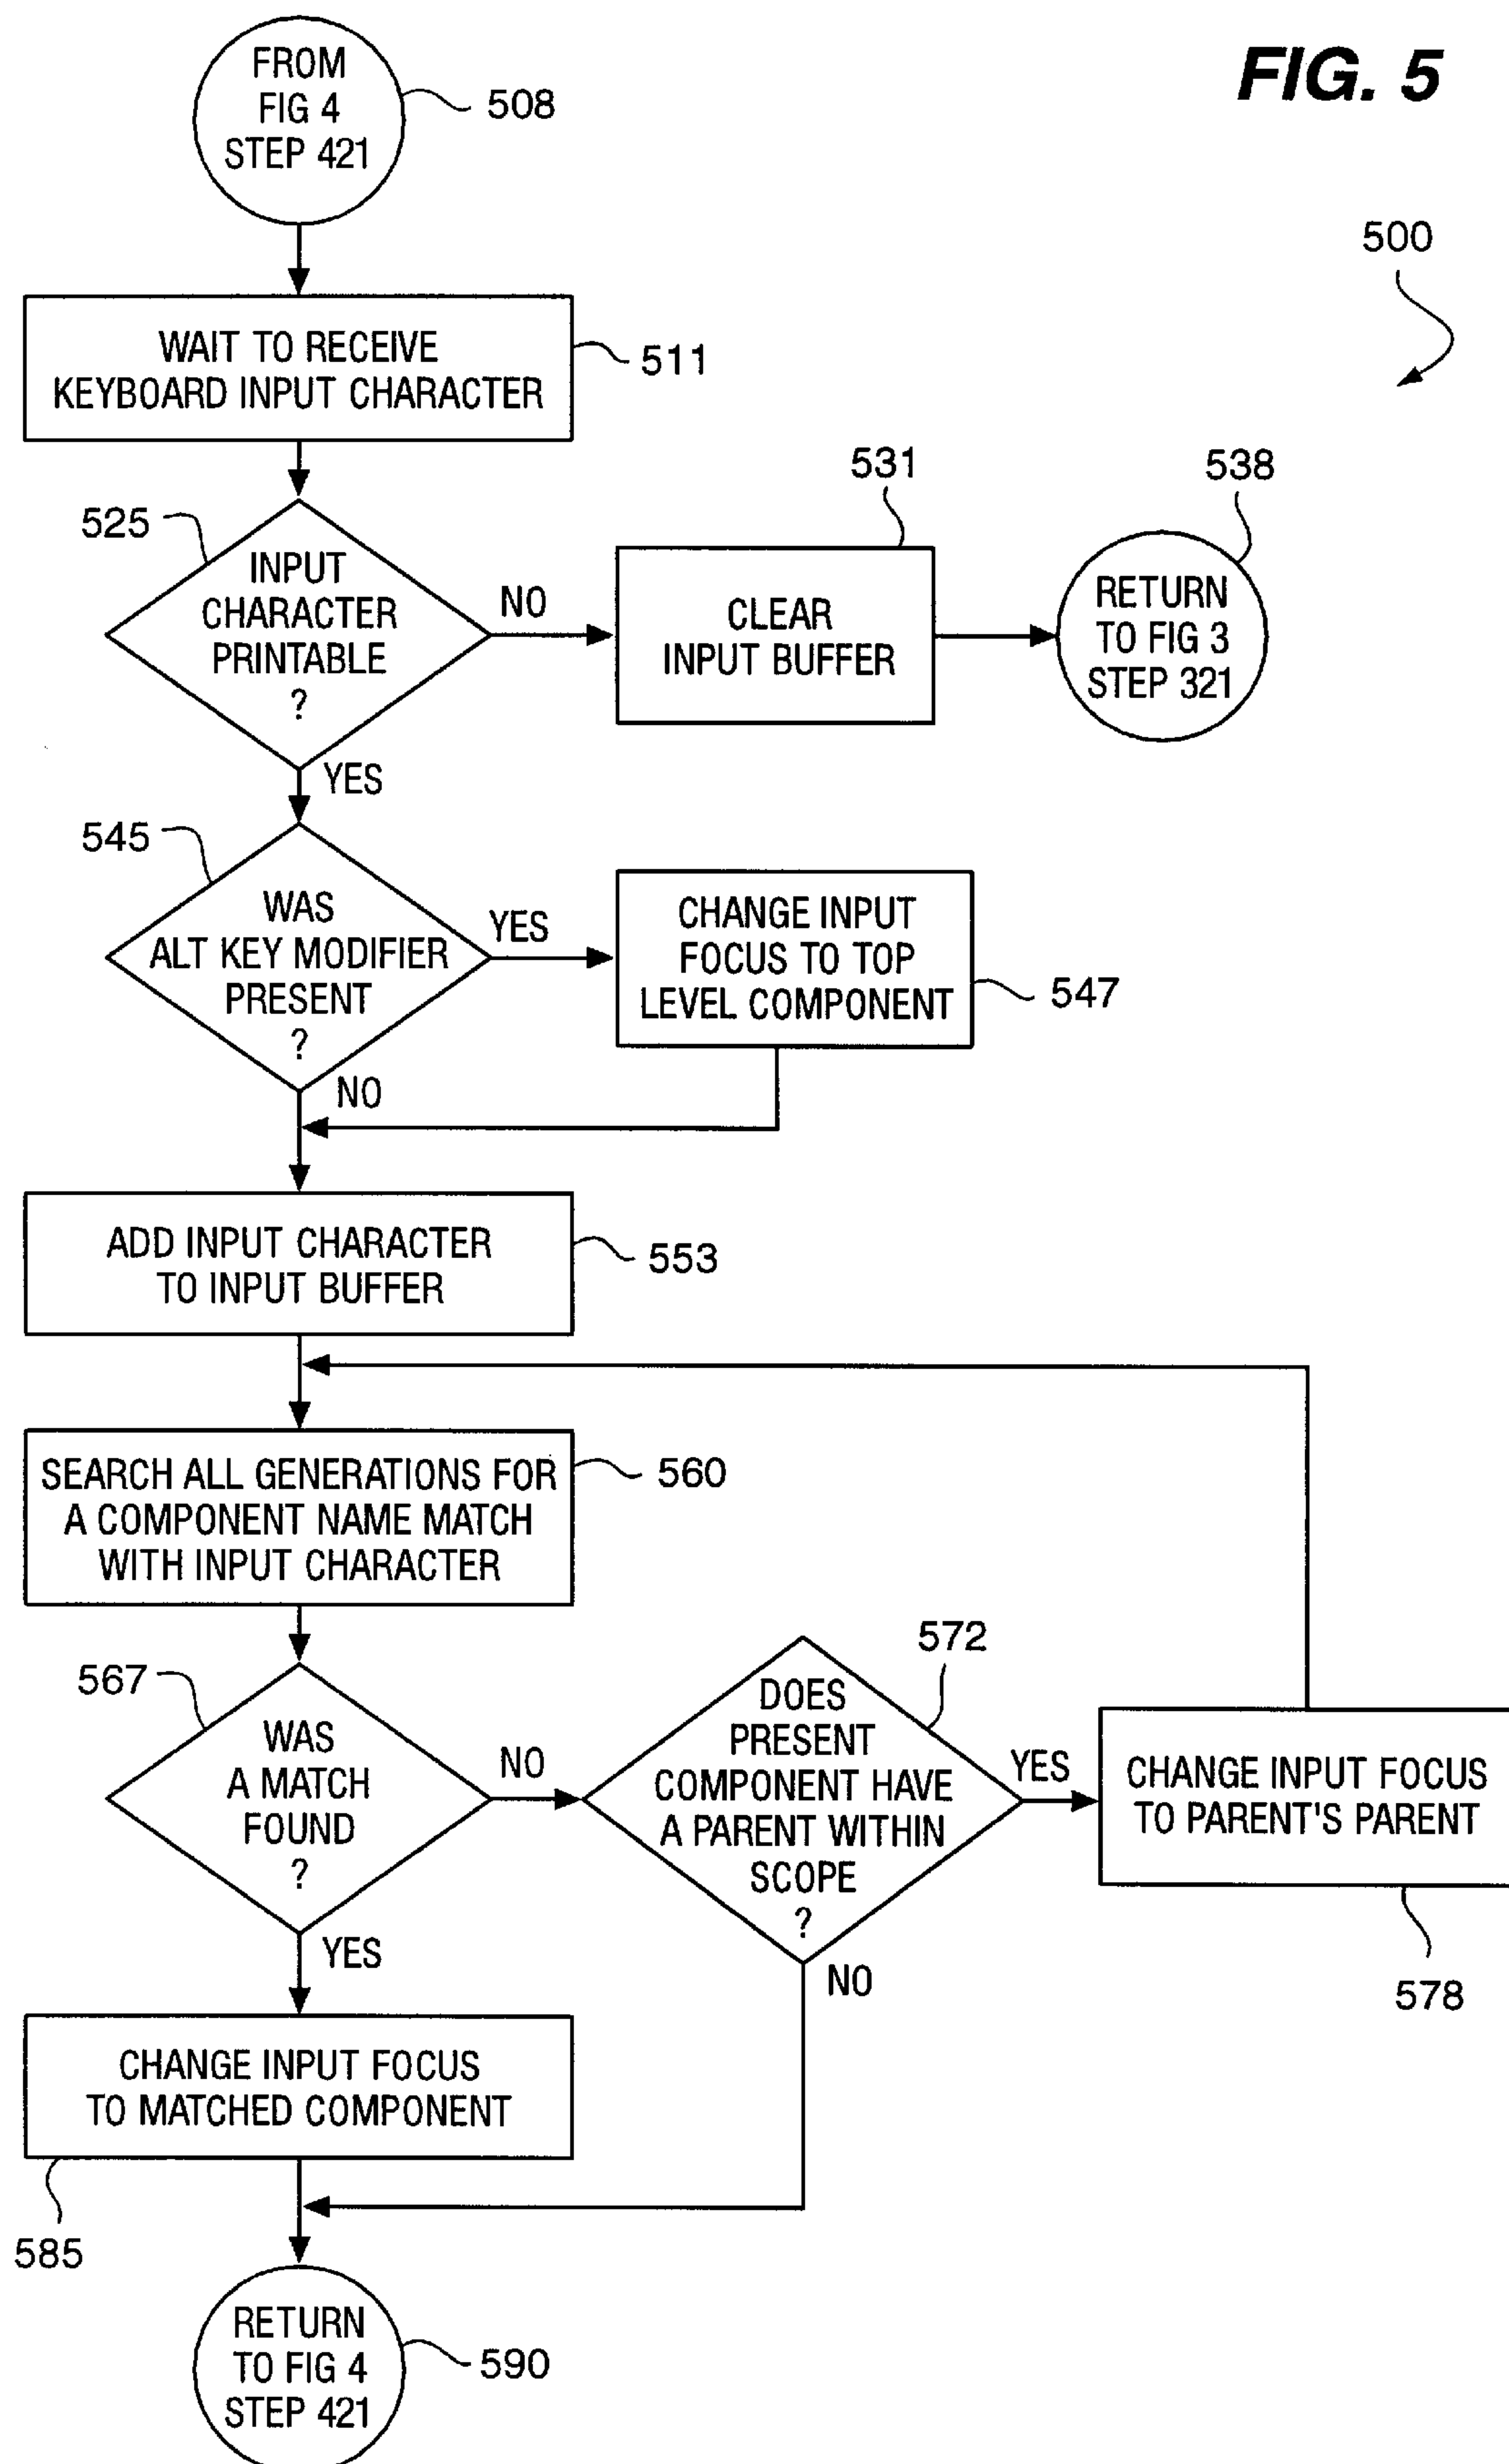 FIG. 5
FROM
FIG 4
STEP 421
508
500
WAIT TO RECEIVE
KEYBOARD INPUT CHARACTER
511
525
INPUT
CHARACTER
PRINTABLE
?
NO
YES
531
CLEAR
INPUT BUFFER
538
RETURN
TO FIG 3
STEP 321
545
WAS
ALT KEY MODIFIER
PRESENT
?
YES
NO
CHANGE INPUT
FOCUS TO TOP
LEVEL COMPONENT
547
ADD INPUT CHARACTER
TO INPUT BUFFER
553
SEARCH ALL GENERATIONS FOR
A COMPONENT NAME MATCH
WITH INPUT CHARACTER
560
567
WAS
A MATCH
FOUND
?
NO
YES
572
DOES
PRESENT
COMPONENT HAVE
A PARENT WITHIN
SCOPE
?
YES
NO
CHANGE INPUT FOCUS
TO PARENT'S PARENT
578
CHANGE INPUT FOCUS
TO MATCHED COMPONENT
585
RETURN
TO FIG 4
STEP 421
590